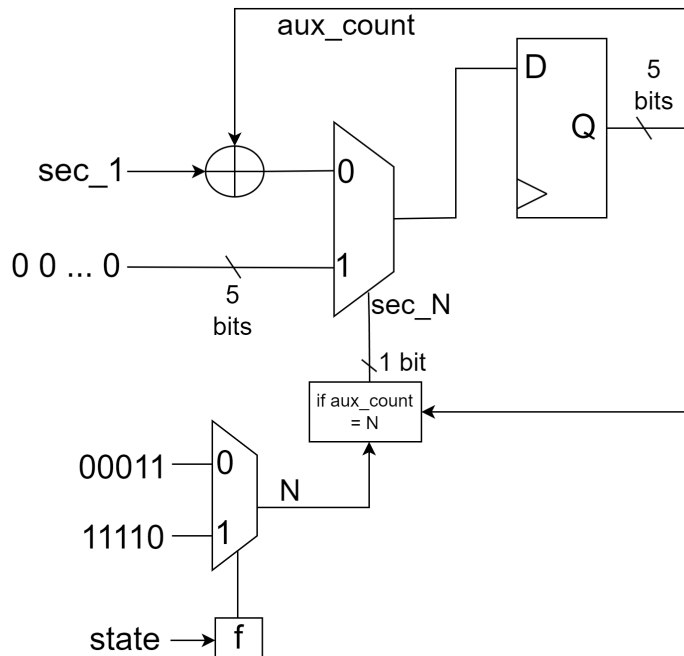 aux_count
D
5
bits
Q
sec_1
0
0 0 ... 0
1
5
bits
sec_N
1 bit
if aux_count
= N
00011
0
N
11110
1
state
f